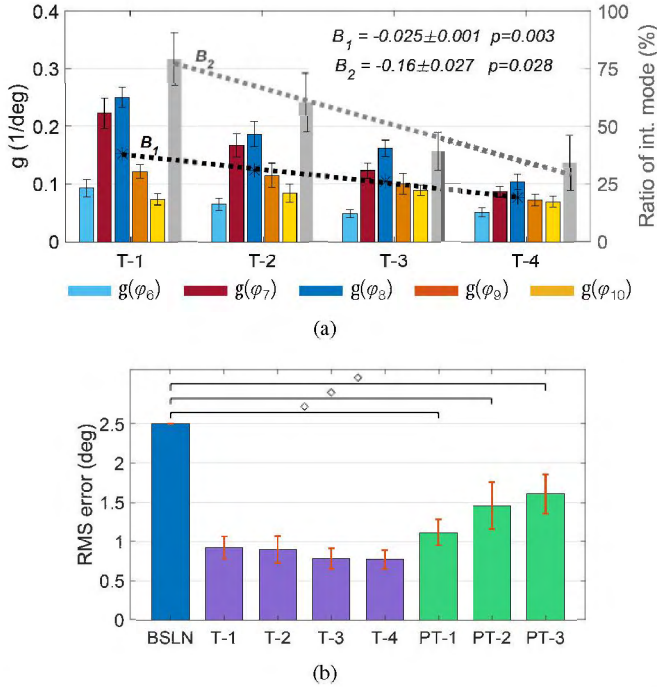 B₁ = -0.025±0.001 p=0.003
B₂ = -0.16±0.027 p=0.028
B₂
B₁
g (1/deg)
0.4
0.3
0.2
0.1
0
Ratio of int. mode (%)
100
75
50
25
0
T-1 T-2 T-3 T-4
g(φ₆) g(φ₇) g(φ₈) g(φ₉) g(φ₁₀)
(a)
RMS error (deg)
2.5
2
1.5
1
0.5
0
BSLN T-1 T-2 T-3 T-4 PT-1 PT-2 PT-3
(b)